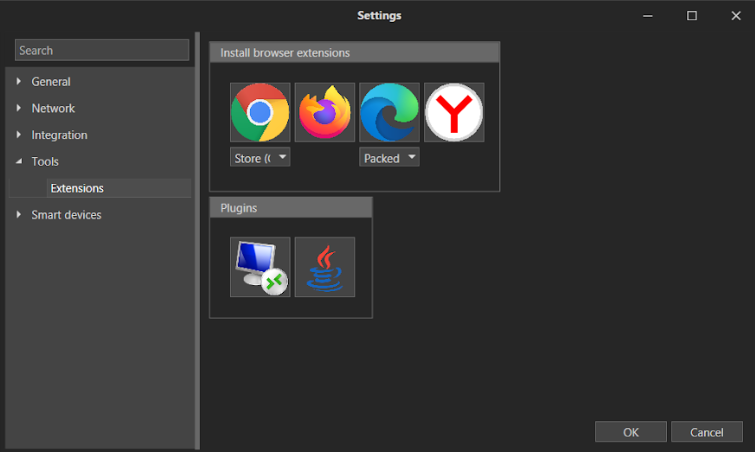 Settings
Search
General
Network
Integration
Tools
Extensions
Smart devices
Install browser extensions
Store (
Packed
Plugins
OK
Cancel